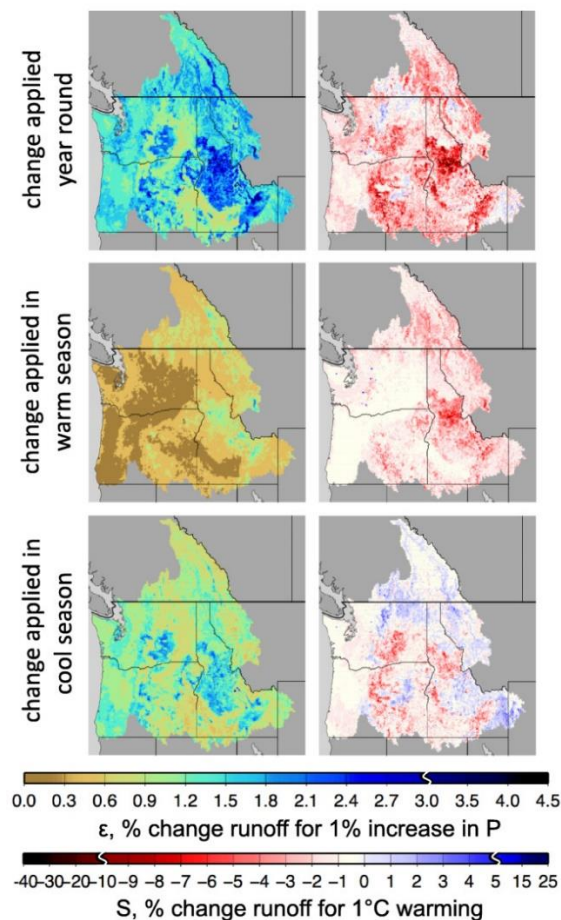 change applied
year round
change applied in
warm season
change applied in
cool season
0.0 0.3 0.6 0.9 1.2 1.5 1.8 2.1 2.4 2.7 3.0 4.0 4.5
ε, % change runoff for 1% increase in P
-40 -30 -20 -10 -9 -8 -7 -6 -5 -4 -3 -2 -1 0 1 2 3 4 5 15 25
S, % change runoff for 1°C warming